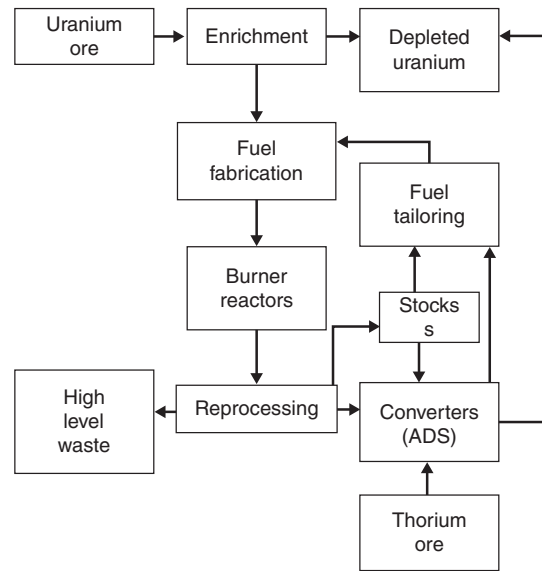 Uranium
ore
Enrichment
Depleted
uranium
Fuel
fabrication
Fuel
tailoring
Burner
reactors
Stocks
s
High
level
waste
Reprocessing
Converters
(ADS)
Thorium
ore